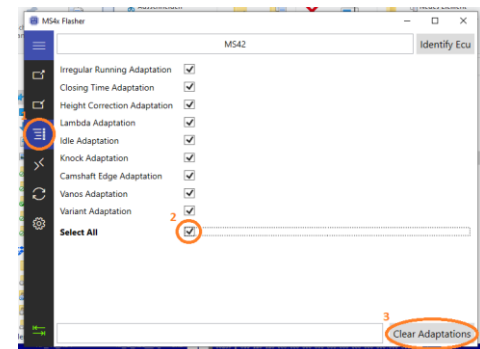 MS4x Flasher
MS42
Identify Ecu
Irregular Running Adaptation
Closing Time Adaptation
Height Correction Adaptation
Lambda Adaptation
Idle Adaptation
Knock Adaptation
Camshaft Edge Adaptation
Vanos Adaptation
Variant Adaptation
2
Select All
3
Clear Adaptations